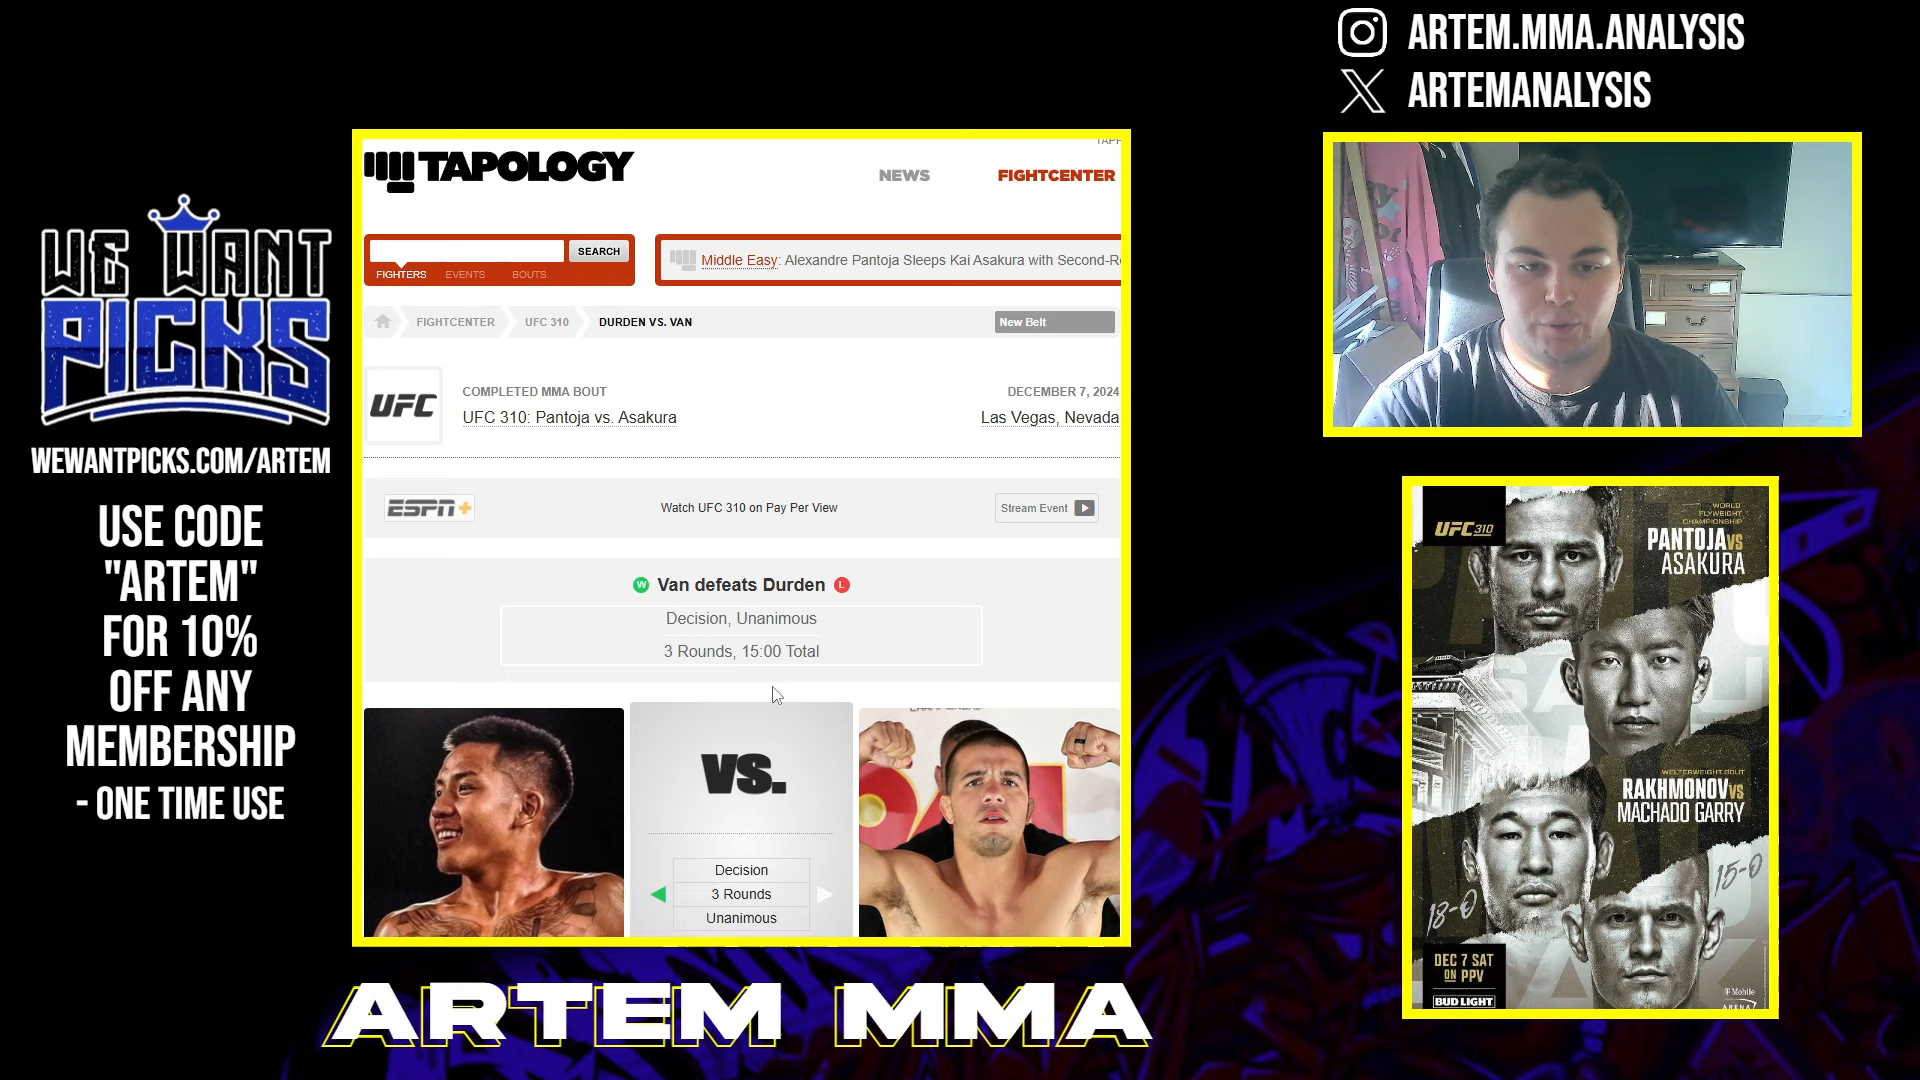 WE WANT
PICKS
WEWANTPICKS.COM/ARTEM
USE CODE
"ARTEM"
FOR 10%
OFF ANY
MEMBERSHIP
- ONE TIME USE
TAPOLOGY
NEWS
FIGHTCENTER
SEARCH
FIGHTERS
EVENTS
BOUTS
Middle Easy: Alexandre Pantoja Sleeps Kai Asakura with Second-R
FIGHTCENTER
UFC 310
DURDEN VS. VAN
New Belt
UFC
COMPLETED MMA BOUT
UFC 310: Pantoja vs. Asakura
DECEMBER 7, 2024
Las Vegas, Nevada
ESPN+
Watch UFC 310 on Pay Per View
Stream Event
W Van defeats Durden L
Decision, Unanimous
3 Rounds, 15:00 Total
VS.
Decision
3 Rounds
Unanimous
ARTEM MMA
ARTEM.MMA.ANALYSIS
ARTEMANALYSIS
UFC 310
WORLD
FLYWEIGHT
CHAMPIONSHIP
PANTOJA VS
ASAKURA
WELTERWEIGHT BOUT
RAKHMONOV VS
MACHADO GARRY
15-0
18-0
DEC 7 SAT
ON PPV
BUD LIGHT
T Mobile
ARENA